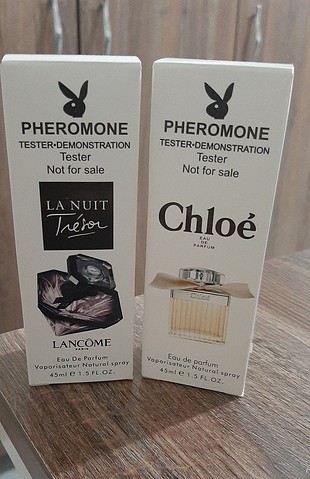 PHEROMONE
TESTER•DEMONSTRATION
Tester
Not for sale
LA NUIT
Trésor
LANCÔME
PARIS
Eau De Parfum
Vaporisateur Natural spray
45ml e 1.5 FL.OZ.
PHEROMONE
TESTER•DEMONSTRATION
Tester
Not for sale
Chloé
EAU
DE
PARFUM
Chloé
Eau de parfum
Vaporisateur Natural spray
45ml e 1.5 FL.OZ.